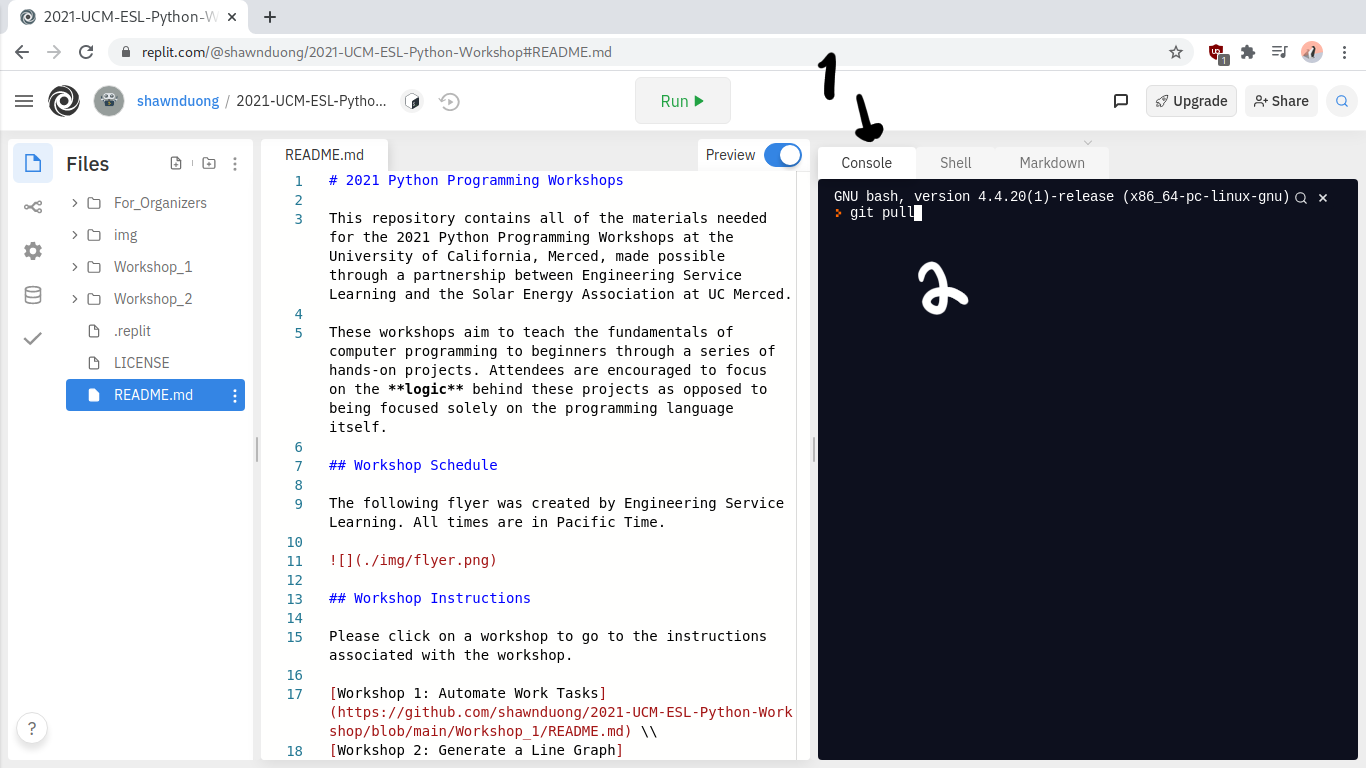 2021-UCM-ESL-Python-W
replit.com/@shawnduong/2021-UCM-ESL-Python-Workshop#README.md
1
1
shawnduong / 2021-UCM-ESL-Pytho...
Run
Upgrade
Share
Files
README.md
Preview
Console
Shell
Markdown
For_Organizers
img
Workshop_1
Workshop_2
.replit
LICENSE
README.md
?
1 # 2021 Python Programming Workshops
2
3 This repository contains all of the materials needed
for the 2021 Python Programming Workshops at the
University of California, Merced, made possible
through a partnership between Engineering Service
Learning and the Solar Energy Association at UC Merced.
4
5 These workshops aim to teach the fundamentals of
computer programming to beginners through a series of
hands-on projects. Attendees are encouraged to focus
on the **logic** behind these projects as opposed to
being focused solely on the programming language
itself.
6
7 ## Workshop Schedule
8
9 The following flyer was created by Engineering Service
Learning. All times are in Pacific Time.
10
11 ![](./img/flyer.png)
12
13 ## Workshop Instructions
14
15 Please click on a workshop to go to the instructions
associated with the workshop.
16
17 [Workshop 1: Automate Work Tasks]
(https://github.com/shawnduong/2021-UCM-ESL-Python-Work
shop/blob/main/Workshop_1/README.md) \\
18 [Workshop 2: Generate a Line Graph]
GNU bash, version 4.4.20(1)-release (x86_64-pc-linux-gnu)
git pull
2